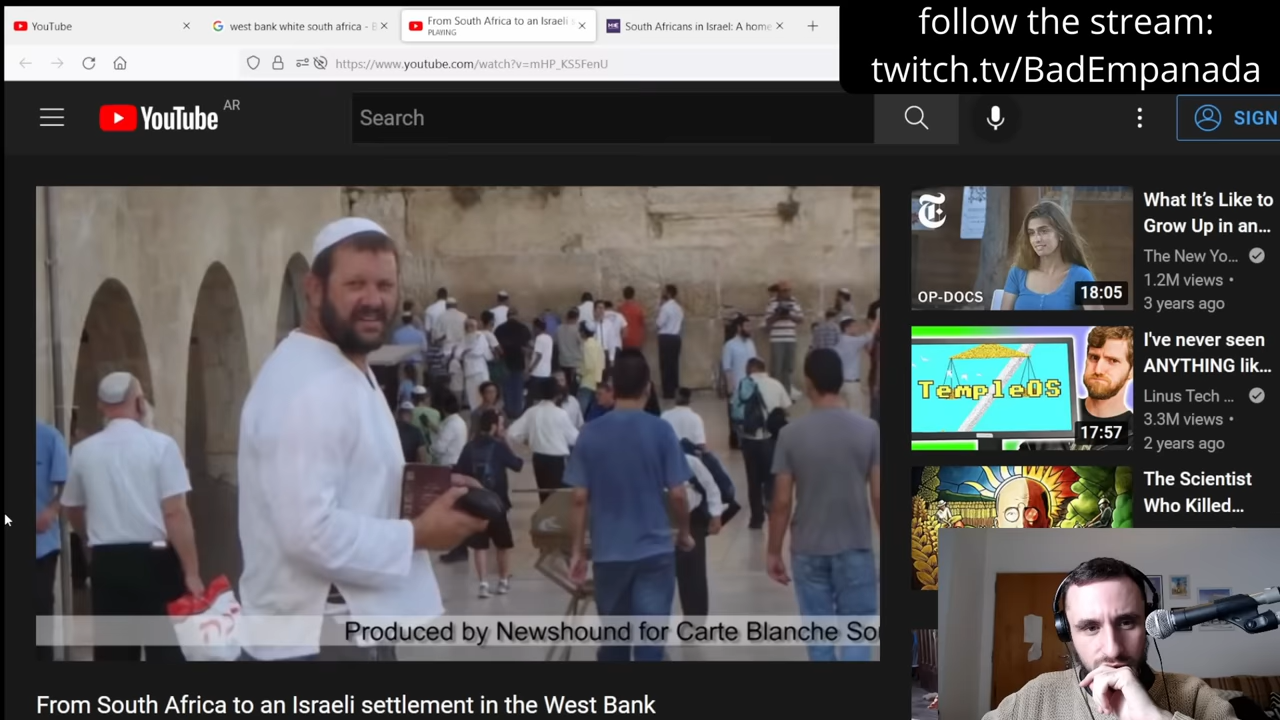 follow the stream:
twitch.tv/BadEmpanada
YouTube
west bank white south africa - B
From South Africa to an Israeli s
PLAYING
South Africans in Israel: A home
https://www.youtube.com/watch?v=mHP_KS5FenU
YouTube
AR
Search
SIGN
What It's Like to
Grow Up in an...
The New Yo...
1.2M views •
3 years ago
OP-DOCS
18:05
I've never seen
ANYTHING lik...
Linus Tech ...
3.3M views •
2 years ago
TempleOS
17:57
The Scientist
Who Killed...
Produced by Newshound for Carte Blanche So
From South Africa to an Israeli settlement in the West Bank